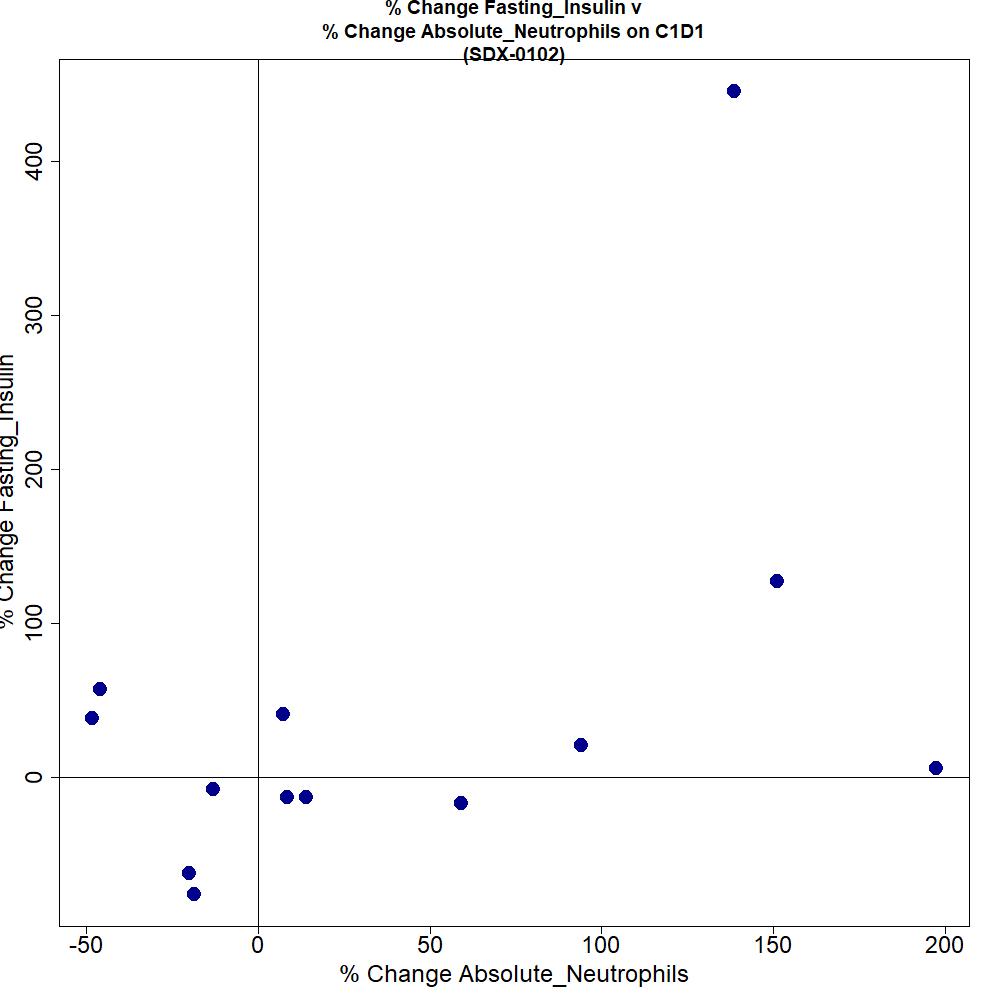 % Change Fasting_Insulin v
% Change Absolute_Neutrophils on C1D1
(SDX-0102)
% Change Fasting_Insulin
400
300
200
100
0
-50
0
50
100
150
200
% Change Absolute_Neutrophils